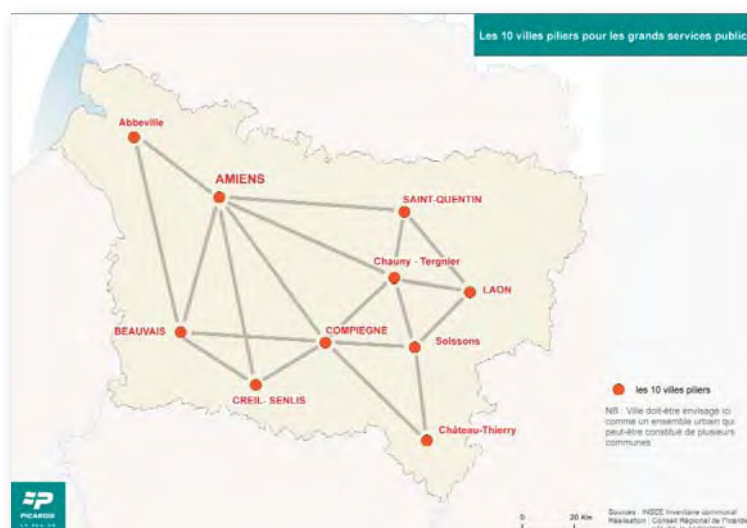 Les 10 villes piliers pour les grands services public
Abbeville
AMIENS
SAINT-QUENTIN
Chauny - Tergnier
LAON
BEAUVAIS
COMPIEGNE
Soissons
CREIL- SENLIS
Château-Thierry
les 10 villes piliers
NB : Ville doit-être envisagé ici
comme un ensemble urbain qui
peut-être constitué de plusieurs
communes
PICARDIE
0 20 Km
Sources : INSEE Inventaire communal
Réalisation : Conseil Régional de